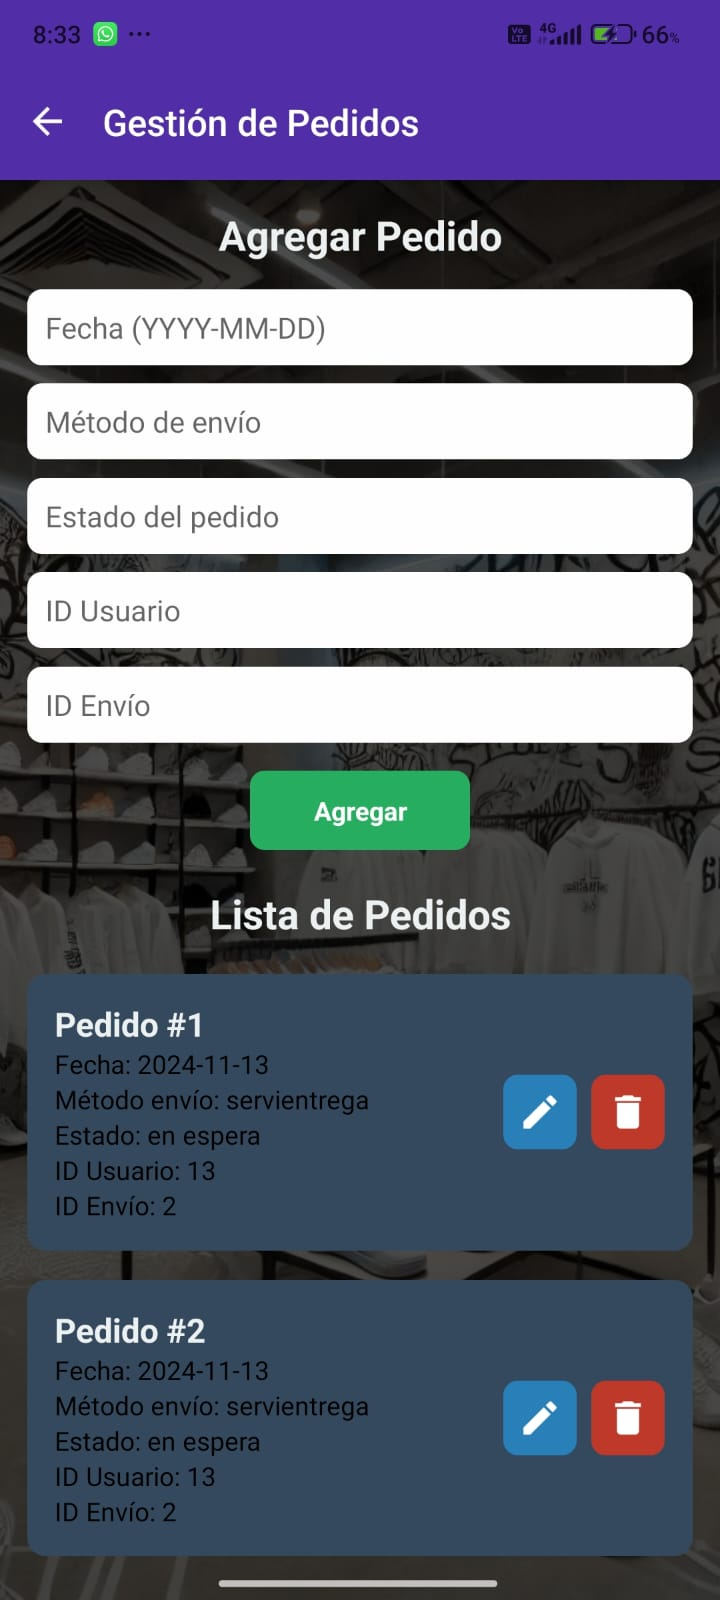 8:33
Vo LTE 4G 66%
Gestión de Pedidos
Agregar Pedido
Fecha (YYYY-MM-DD)
Método de envío
Estado del pedido
ID Usuario
ID Envío
Agregar
Lista de Pedidos
Pedido #1
Fecha: 2024-11-13
Método envío: servientrega
Estado: en espera
ID Usuario: 13
ID Envío: 2
Pedido #2
Fecha: 2024-11-13
Método envío: servientrega
Estado: en espera
ID Usuario: 13
ID Envío: 2